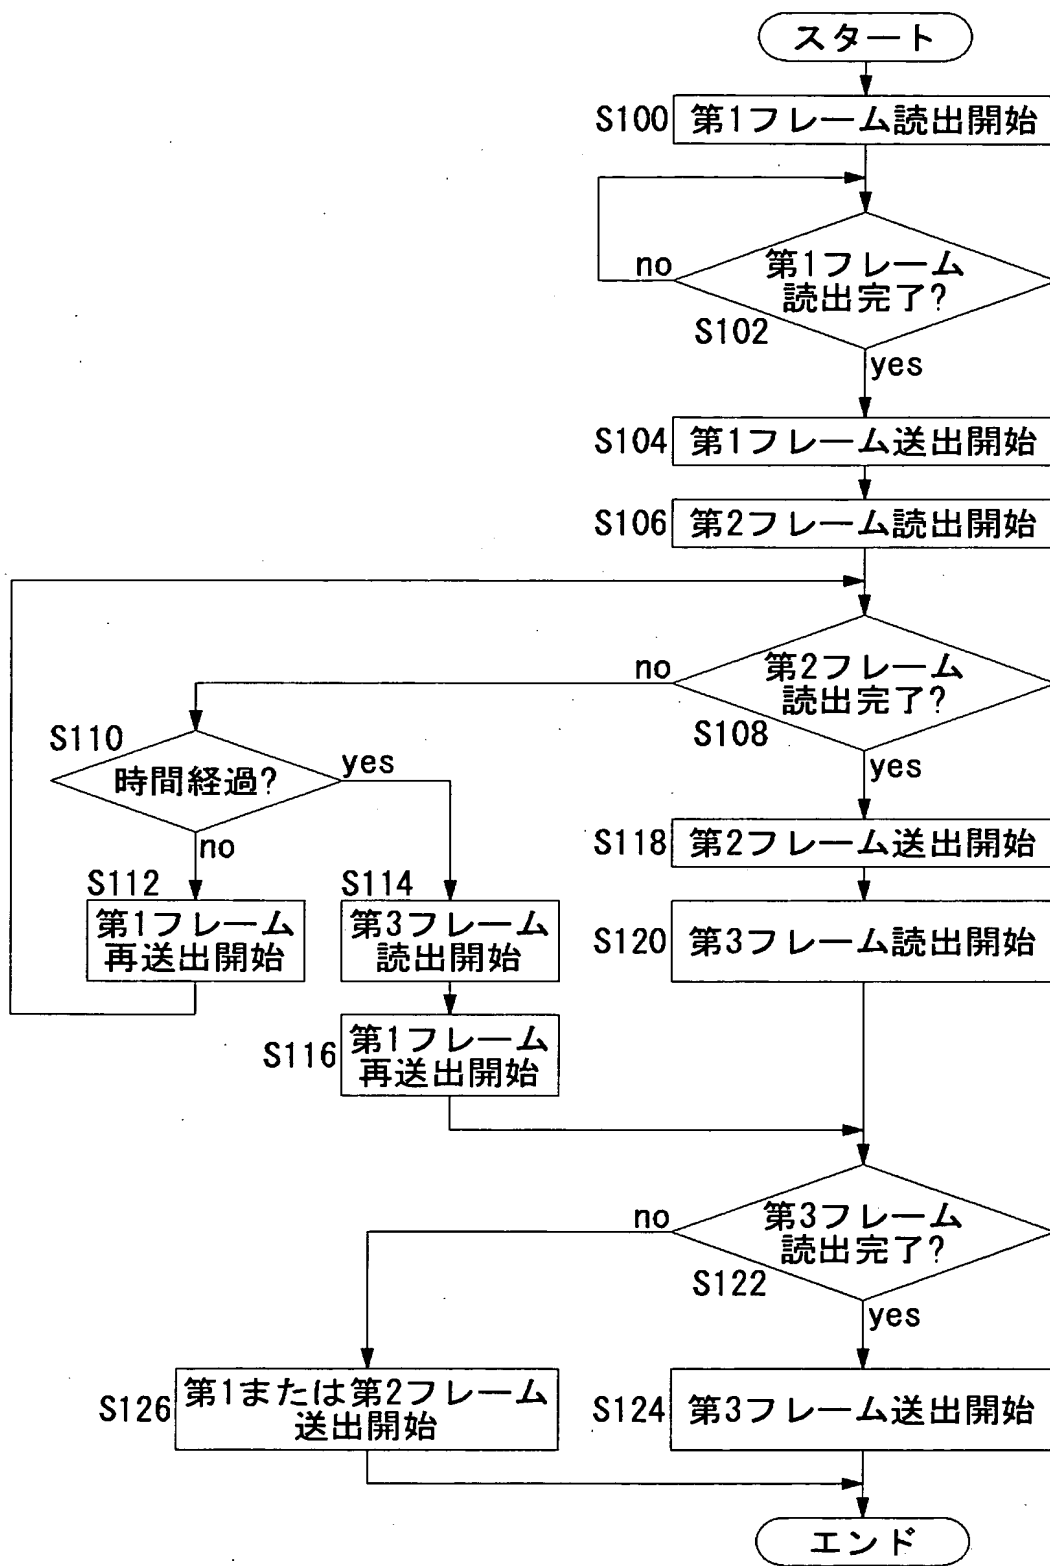 スタート
S100 第1フレーム読出開始
no
第1フレーム
読出完了?
S102
yes
S104 第1フレーム送出開始
S106 第2フレーム読出開始
no
第2フレーム
読出完了?
S108
yes
S110
時間経過?
yes
no
S118 第2フレーム送出開始
S112
第1フレーム
再送出開始
S114
第3フレーム
読出開始
S120 第3フレーム読出開始
S116
第1フレーム
再送出開始
no
第3フレーム
読出完了?
S122
yes
S126
第1または第2フレーム
送出開始
S124 第3フレーム送出開始
エンド